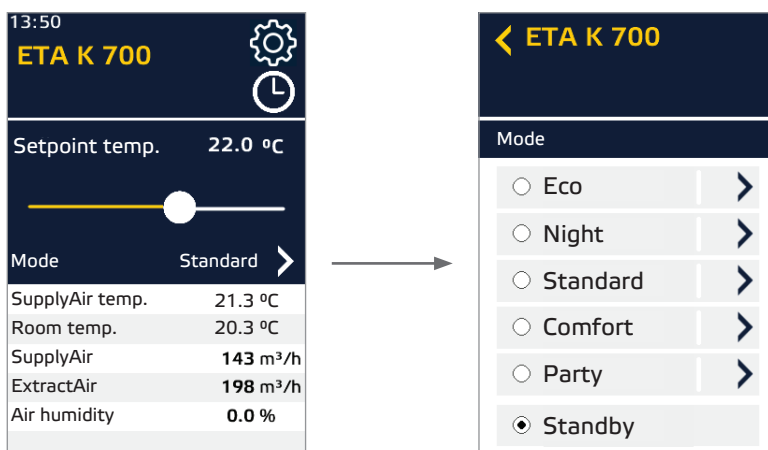 13:50
ETA K 700
Setpoint temp. 22.0 ºC
Mode Standard
SupplyAir temp. 21.3 ºC
Room temp. 20.3 ºC
SupplyAir 143 m³/h
ExtractAir 198 m³/h
Air humidity 0.0 %
ETA K 700
Mode
Eco
Night
Standard
Comfort
Party
Standby